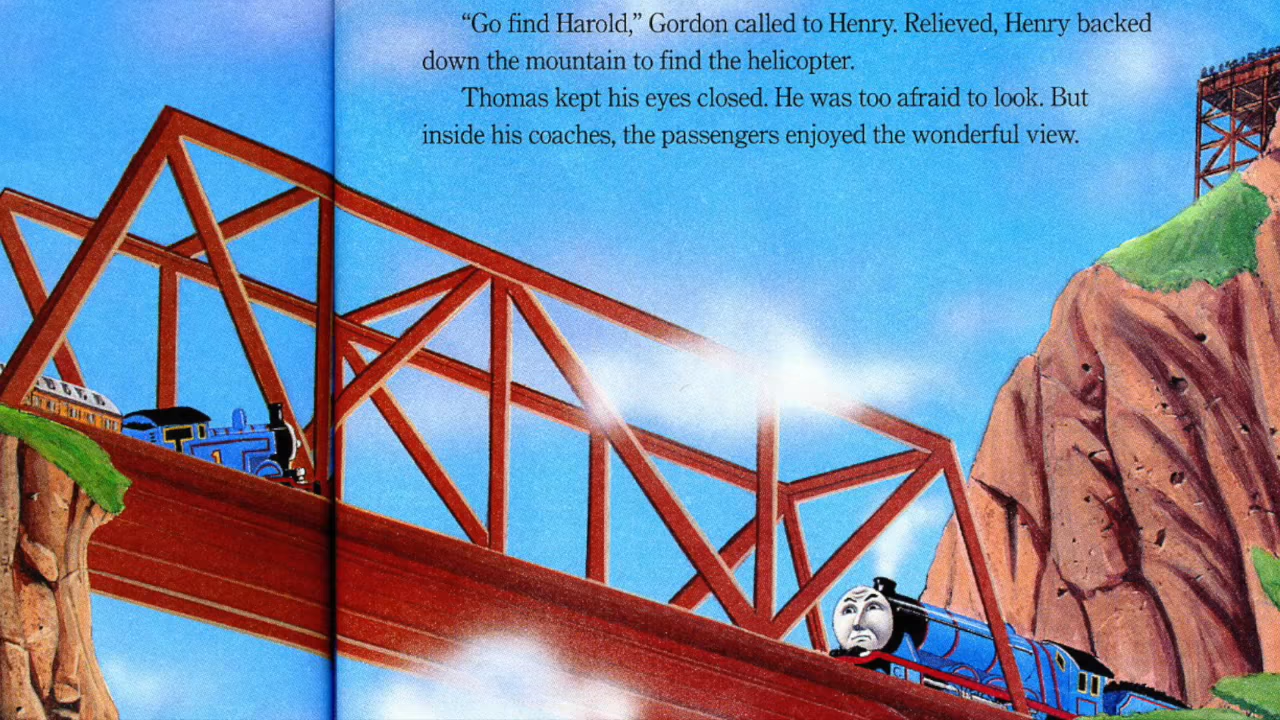 “Go find Harold,” Gordon called to Henry. Relieved, Henry backed
down the mountain to find the helicopter.
Thomas kept his eyes closed. He was too afraid to look. But
inside his coaches, the passengers enjoyed the wonderful view.
T 1